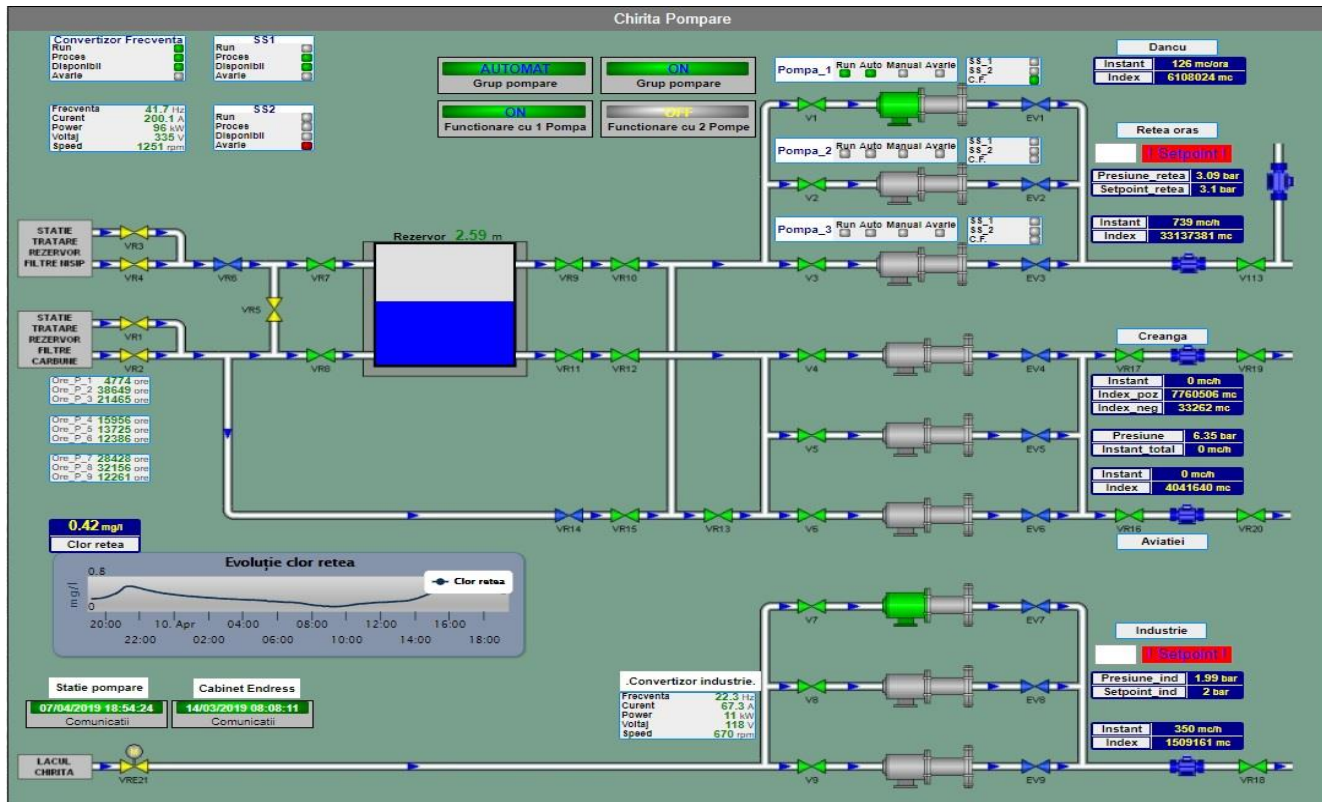 Chirita Pompare
Convertizor Frecventa
Run
Proces
Disponibil
Avarie
SS1
Run
Proces
Disponibil
Avarie
Frecventa 41.7 Hz
Curent 200.1 A
Power 96 kW
Voltaj 335 V
Speed 1251 rpm
SS2
Run
Proces
Disponibil
Avarie
AUTOMAT
Grup pompare
ON
Grup pompare
ON
Functionare cu 1 Pompa
OFF
Functionare cu 2 Pompe
Pompa_1 Run Auto Manual Avarie SS_1
SS_2
C.F.
V1
EV1
Pompa_2 Run Auto Manual Avarie SS_1
SS_2
C.F.
V2
EV2
Pompa_3 Run Auto Manual Avarie SS_1
SS_2
C.F.
V3
EV3
Dancu
Instant 126 mc/ora
Index 6108024 mc
Retea oras
! Setpoint !
Presiune_retea 3.09 bar
Setpoint_retea 3.1 bar
Instant 739 mc/h
Index 33137381 mc
V113
STATIE
TRATARE
REZERVOR
FILTRE NISIP
VR3
VR4
VR6
VR7
VR5
Rezervor 2.59 m
VR9
VR10
STATIE
TRATARE
REZERVOR
FILTRE
CARBUNE
VR1
VR2
VR8
VR11
VR12
V4
EV4
Creanga
VR17
VR19
Instant 0 mc/h
Index_poz 7760506 mc
Index_neg 33262 mc
Presiune 6.35 bar
Instant_total 0 mc/h
Instant 0 mc/h
Index 4041640 mc
V5
EV5
Ore_P_1 4774 ore
Ore_P_2 38649 ore
Ore_P_3 21465 ore
Ore_P_4 15956 ore
Ore_P_5 13725 ore
Ore_P_6 12386 ore
Ore_P_7 28428 ore
Ore_P_8 32156 ore
Ore_P_9 12261 ore
VR14
VR15
VR13
V6
EV6
VR16
VR20
Aviatiei
0.42 mg/l
Clor retea
Evoluție clor retea
mg/l
0.8
0
Clor retea
20:00 10. Apr 04:00 08:00 12:00 16:00
22:00 02:00 06:00 10:00 14:00 18:00
V7
EV7
Industrie
! Setpoint !
Presiune_ind 1.99 bar
Setpoint_ind 2 bar
Instant 350 mc/h
Index 1509161 mc
.Convertizor industrie.
Frecventa 22.3 Hz
Curent 67.3 A
Power 11 kW
Voltaj 118 V
Speed 670 rpm
V8
EV8
Statie pompare
07/04/2019 18:54:24
Comunicatii
Cabinet Endress
14/03/2019 08:08:11
Comunicatii
LACUL
CHIRITA
VRE21
V9
EV9
VR18